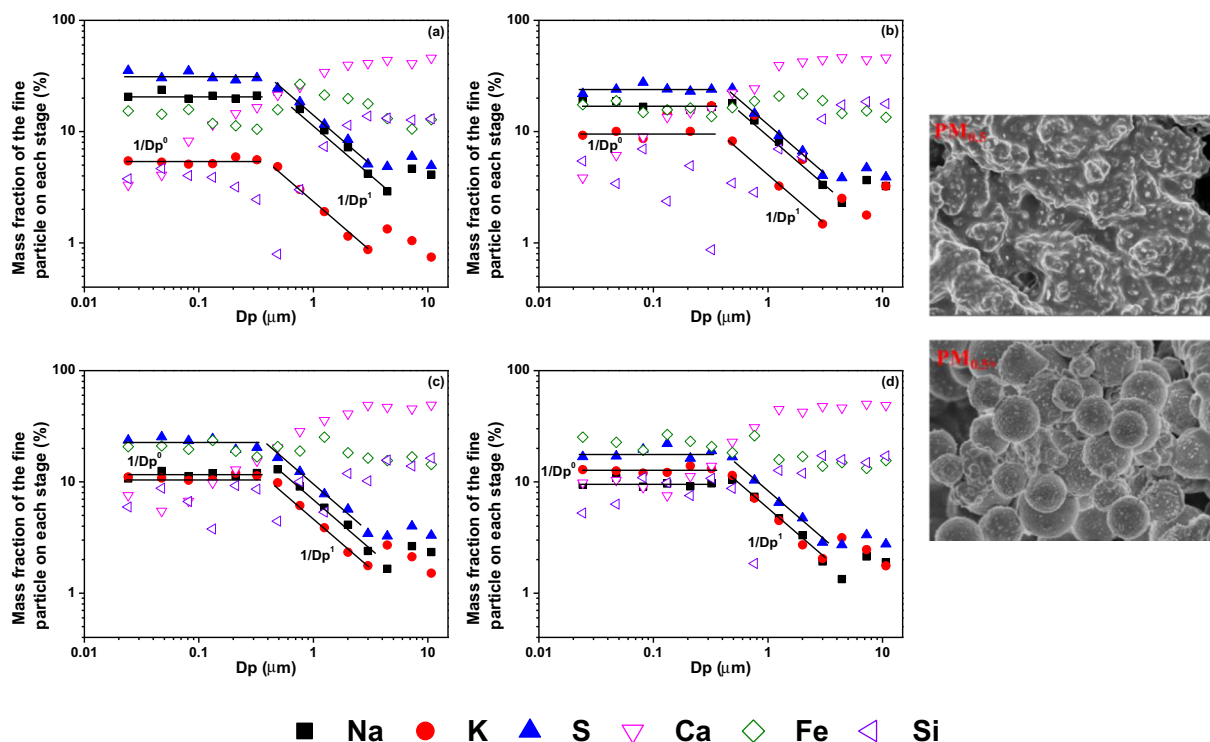 (a)
Mass fraction of the fine
particle on each stage (%)
100
10
1
1/Dp⁰
1/Dp¹
1/Dp¹
0.01
0.1
1
10
Dp (μm)
(b)
Mass fraction of the fine
particle on each stage (%)
100
10
1
1/Dp⁰
1/Dp¹
0.01
0.1
1
10
Dp (μm)
PM₀.₅
(c)
Mass fraction of the fine
particle on each stage (%)
100
10
1
1/Dp⁰
1/Dp¹
0.01
0.1
1
10
Dp (μm)
(d)
Mass fraction of the fine
particle on each stage (%)
100
10
1
1/Dp⁰
1/Dp¹
0.01
0.1
1
10
Dp (μm)
PM₀.₅₊
Na K S Ca Fe Si